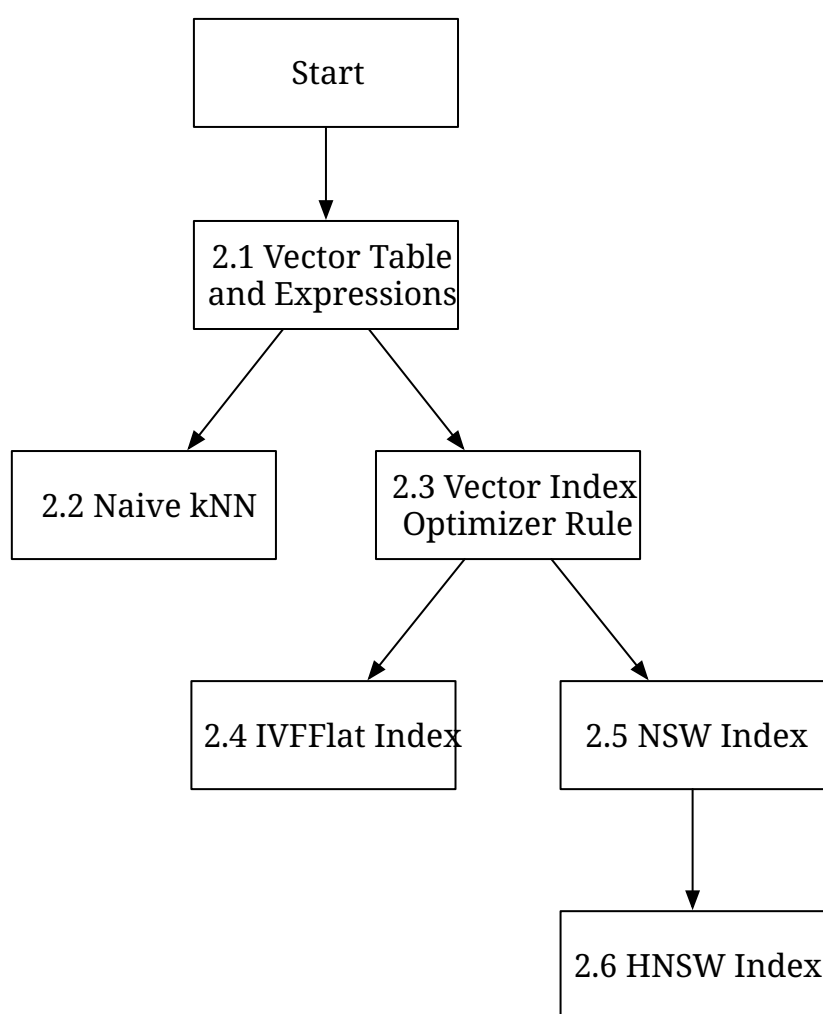 Start
2.1 Vector Table
and Expressions
2.2 Naive kNN
2.3 Vector Index
Optimizer Rule
2.4 IVFFlat Index
2.5 NSW Index
2.6 HNSW Index